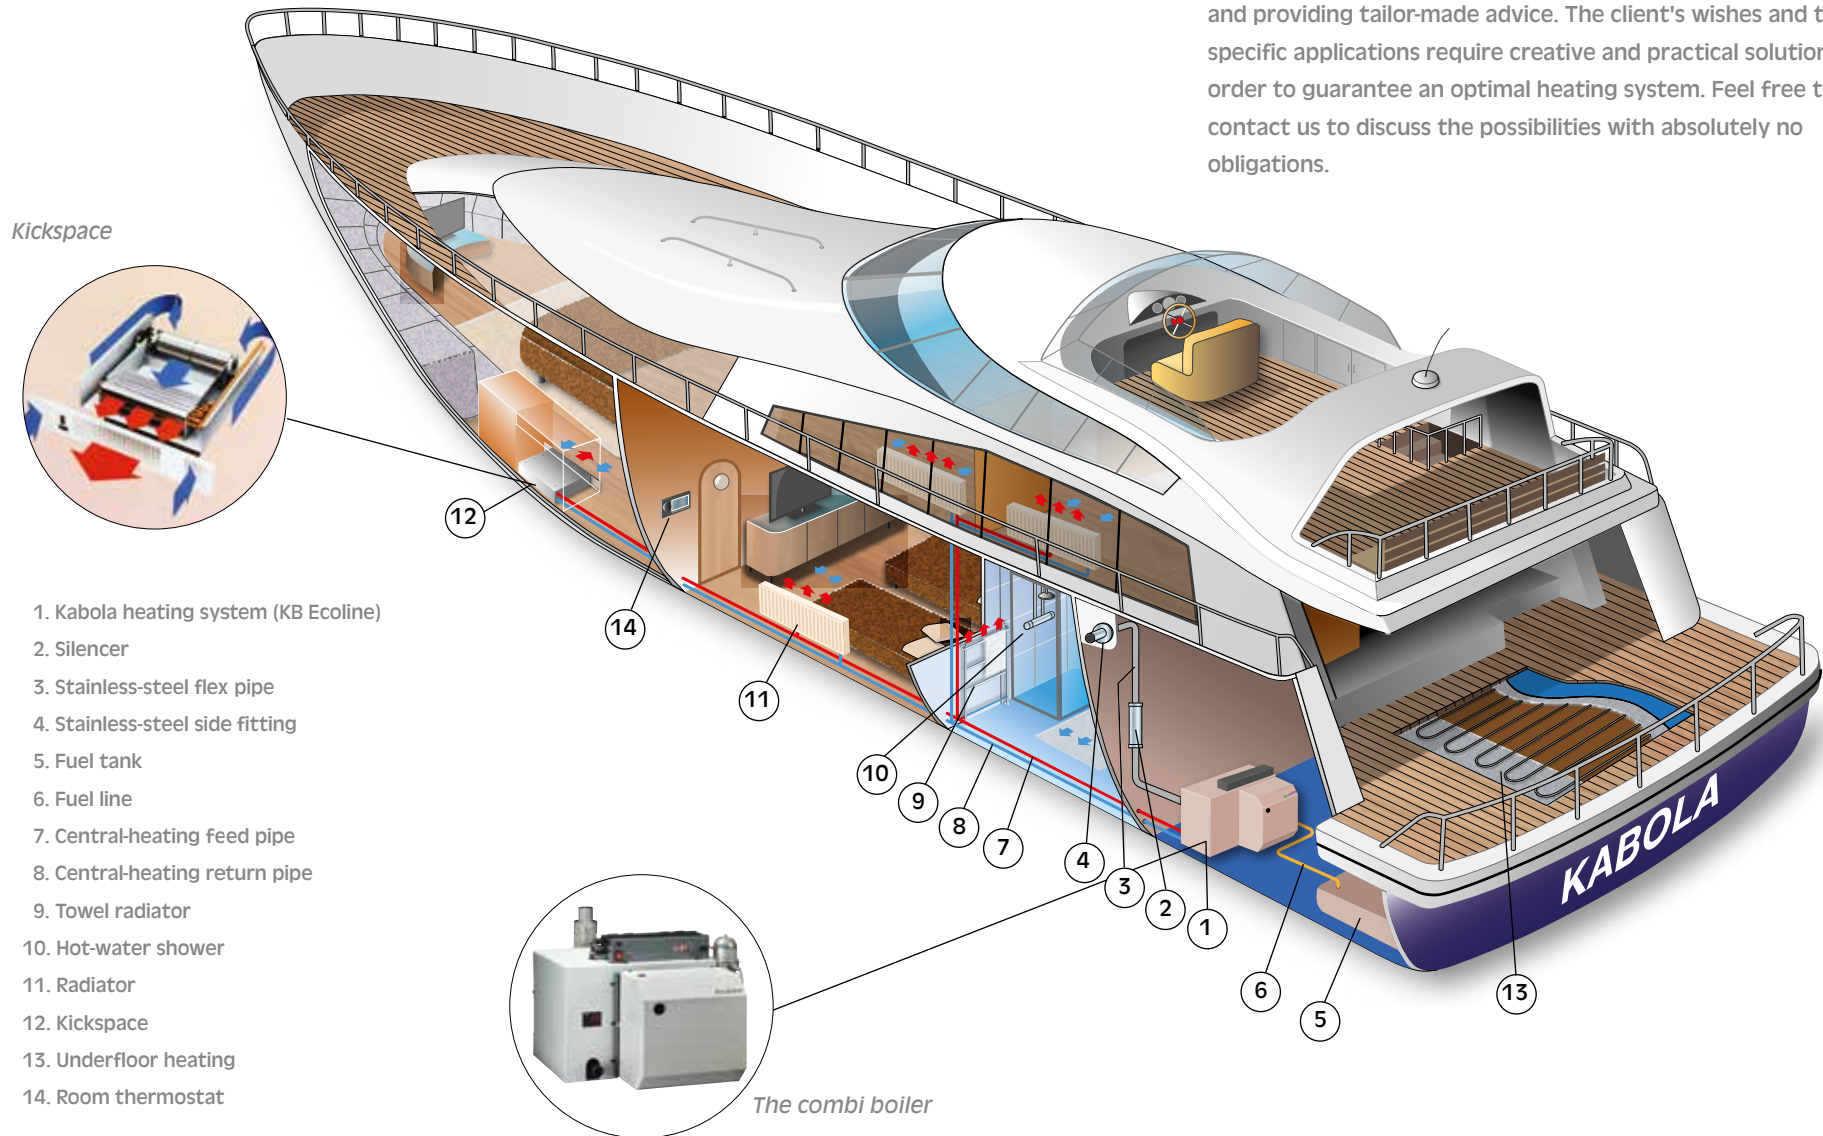 and providing tailor-made advice. The client's wishes and t
specific applications require creative and practical solution
order to guarantee an optimal heating system. Feel free t
contact us to discuss the possibilities with absolutely no
obligations.
Kickspace
12
14
11
10
9
8
7
4
3
2
1
6
5
13
KABOLA
1. Kabola heating system (KB Ecoline)
2. Silencer
3. Stainless-steel flex pipe
4. Stainless-steel side fitting
5. Fuel tank
6. Fuel line
7. Central-heating feed pipe
8. Central-heating return pipe
9. Towel radiator
10. Hot-water shower
11. Radiator
12. Kickspace
13. Underfloor heating
14. Room thermostat
The combi boiler